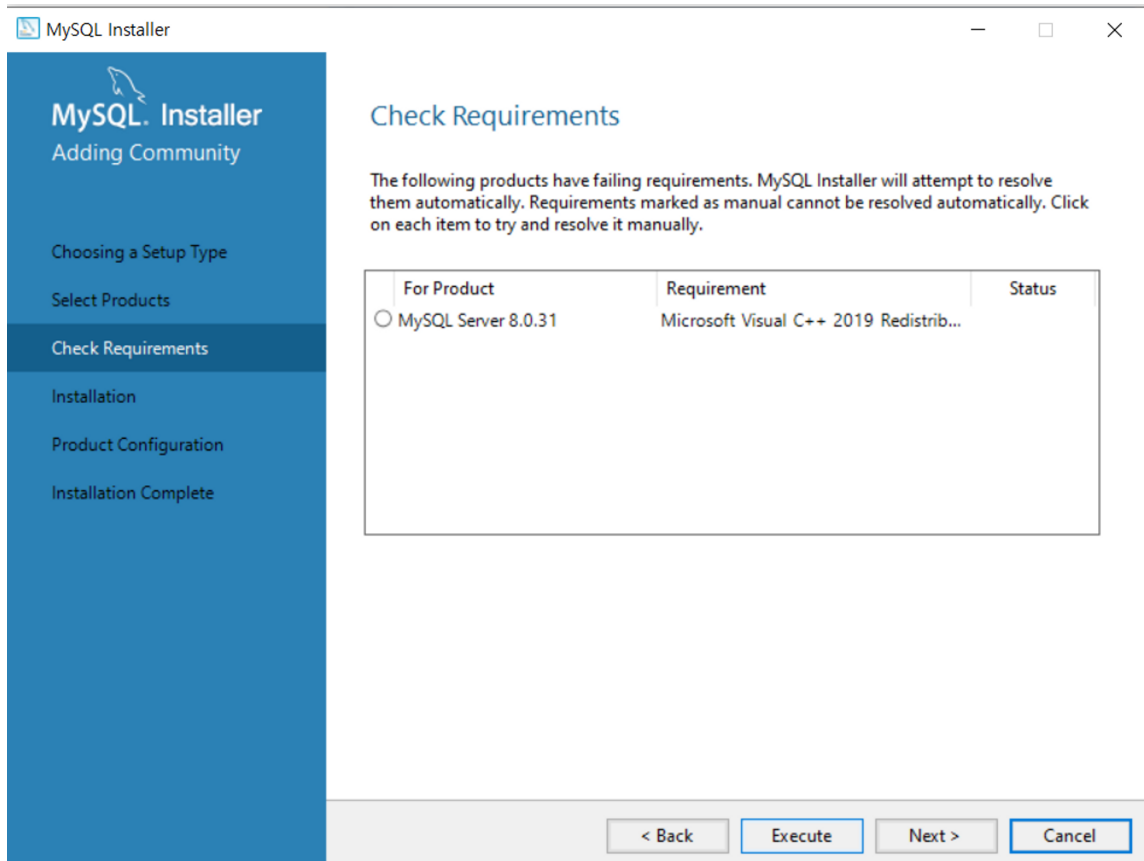 MySQL Installer
MySQL. Installer
Adding Community
Choosing a Setup Type
Select Products
Check Requirements
Installation
Product Configuration
Installation Complete
Check Requirements
The following products have failing requirements. MySQL Installer will attempt to resolve
them automatically. Requirements marked as manual cannot be resolved automatically. Click
on each item to try and resolve it manually.
For Product Requirement Status
MySQL Server 8.0.31 Microsoft Visual C++ 2019 Redistrib...
< Back Execute Next > Cancel